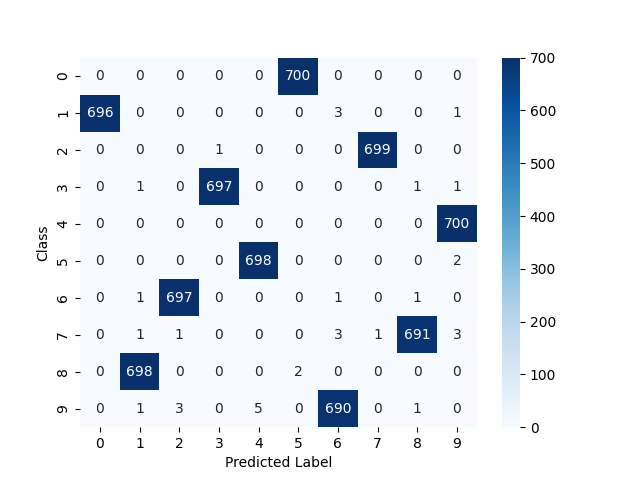 0 0 0 0 0 0 700 0 0 0 0 700
1 696 0 0 0 0 0 3 0 0 1 600
2 0 0 0 1 0 0 0 699 0 0 500
3 0 1 0 697 0 0 0 0 1 1
4 0 0 0 0 0 0 0 0 0 700 400
Class
5 0 0 0 0 698 0 0 0 0 2 300
6 0 1 697 0 0 0 1 0 1 0 200
7 0 1 1 0 0 0 3 1 691 3
8 0 698 0 0 0 2 0 0 0 0 100
9 0 1 3 0 5 0 690 0 1 0 0
0 1 2 3 4 5 6 7 8 9
Predicted Label